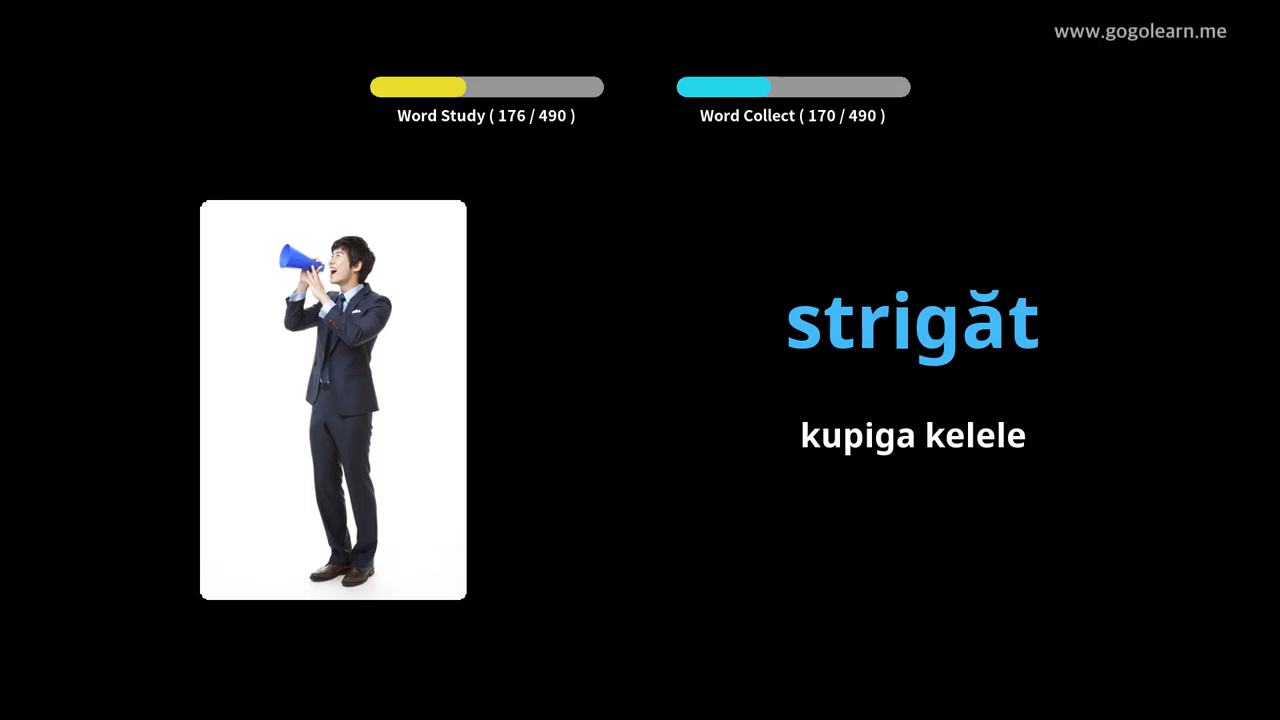 www.gogolearn.me
Word Study ( 176 / 490 )
Word Collect ( 170 / 490 )
strigăt
kupiga kelele